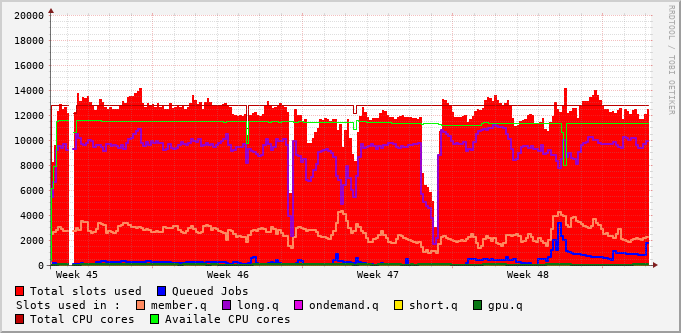 20000
18000
16000
14000
12000
10000
8000
6000
4000
2000
0
Week 45 Week 46 Week 47 Week 48
Total slots used Queued Jobs
Slots used in : member.q long.q ondemand.q short.q gpu.q
Total CPU cores Availale CPU cores
RRDTOOL / TOBI OETIKER